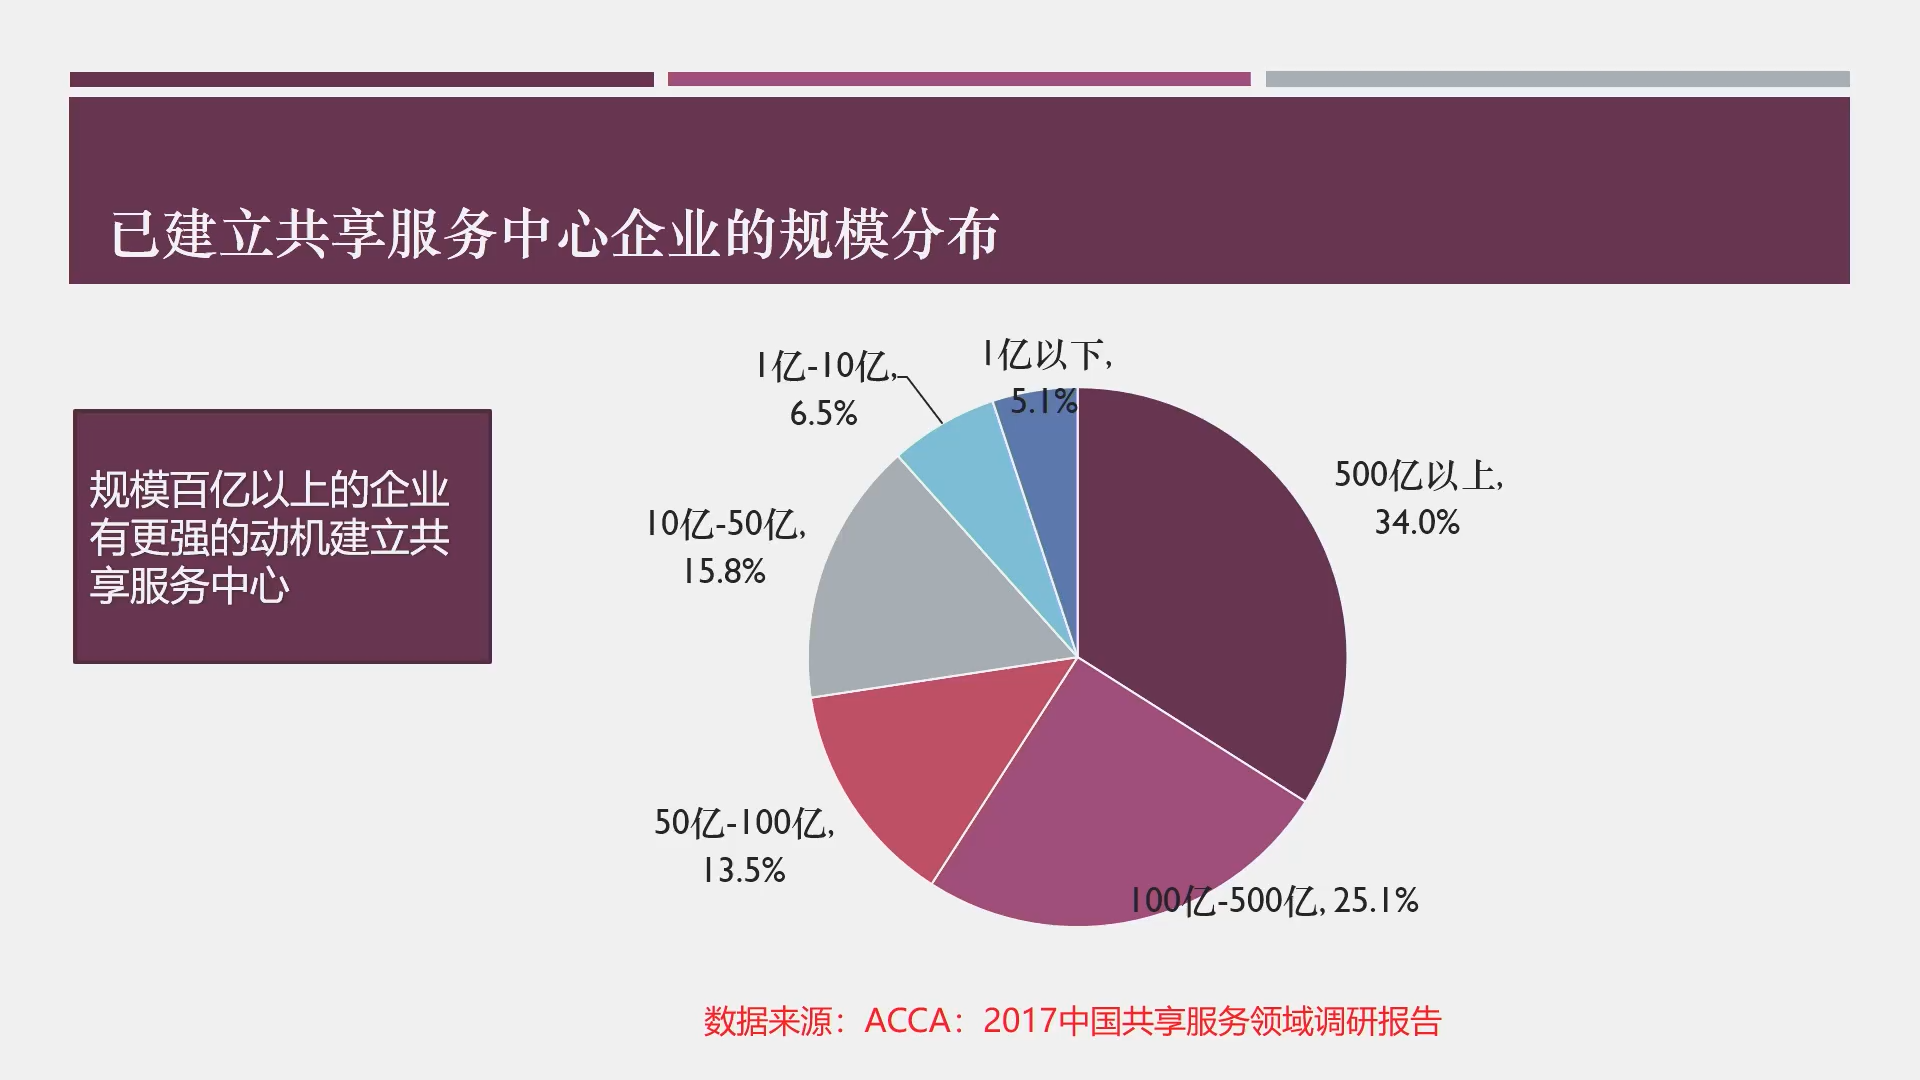 已建立共享服务中心企业的规模分布
规模百亿以上的企业
有更强的动机建立共
享服务中心
1亿以下,
5.1%
1亿-10亿,
6.5%
10亿-50亿,
15.8%
50亿-100亿,
13.5%
500亿以上,
34.0%
100亿-500亿, 25.1%
数据来源：ACCA：2017中国共享服务领域调研报告